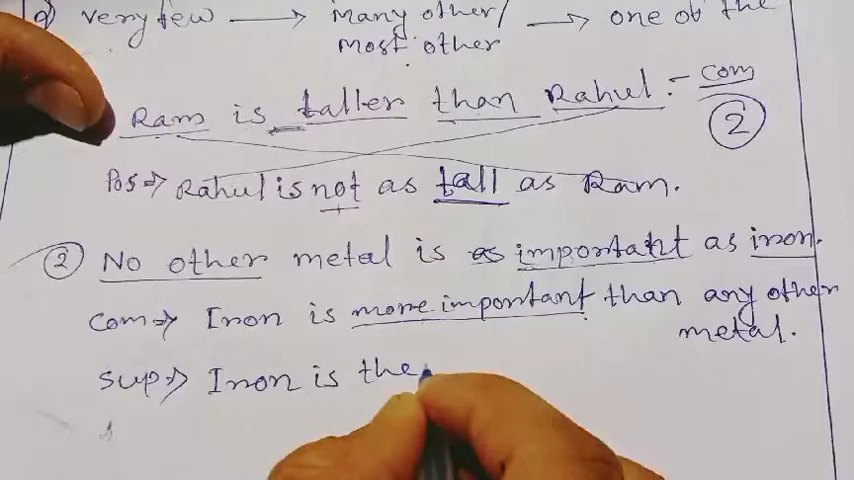 g) very few → many other/ → one of the
most other
Ram is taller than Rahul :- com
②
Pos⇒ Rahul is not as tall as Ram.
② No other metal is as important as iron.
com⇒ Iron is more important than any other
metal.
sup⇒ Iron is the